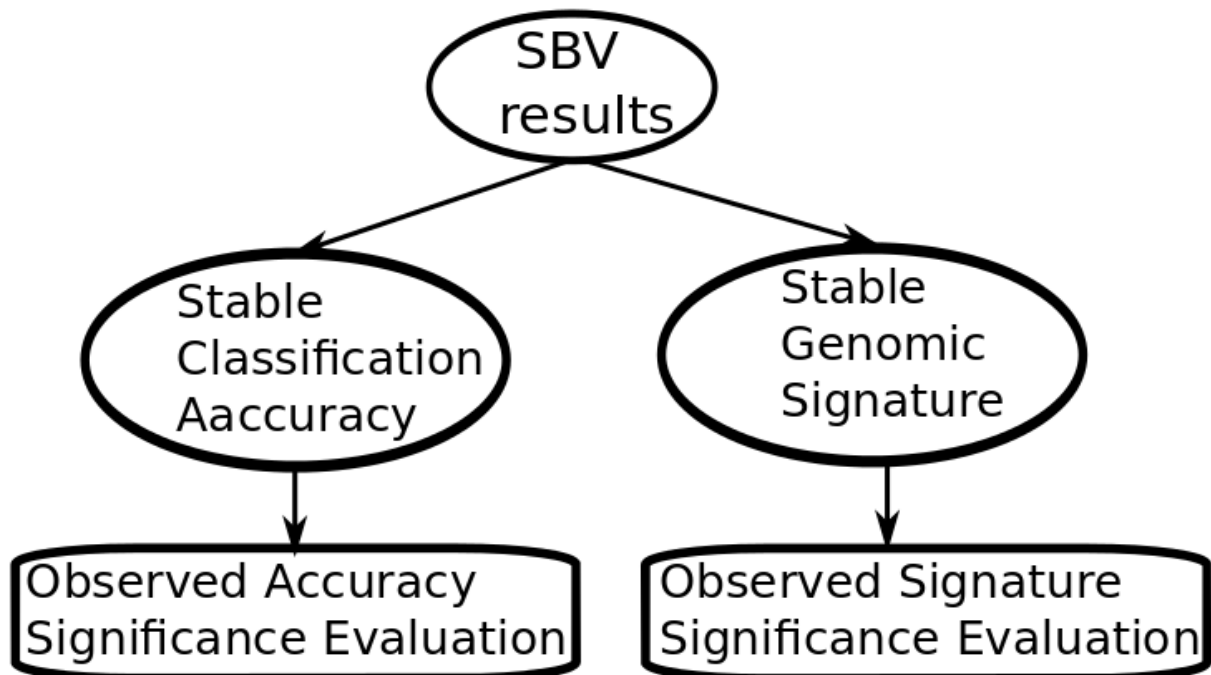 SBV
results
Stable
Classification
Aaccuracy
Stable
Genomic
Signature
Observed Accuracy
Significance Evaluation
Observed Signature
Significance Evaluation